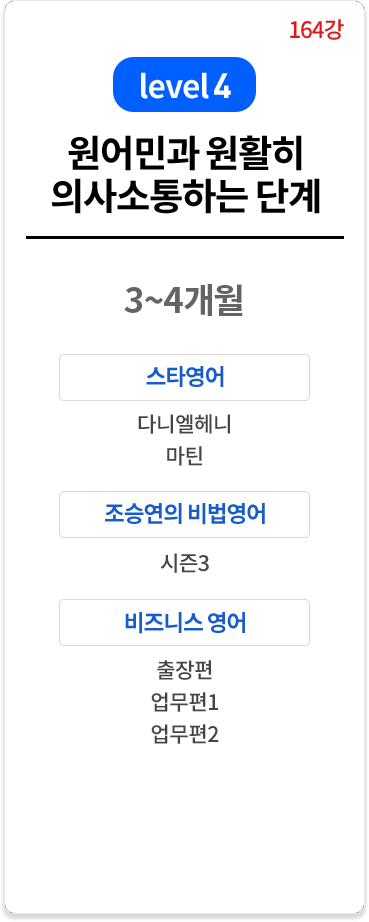 164강
level 4
원어민과 원활히
의사소통하는 단계
3~4개월
스타영어
다니엘헤니
마틴
조승연의 비법영어
시즌3
비즈니스 영어
출장편
업무편1
업무편2